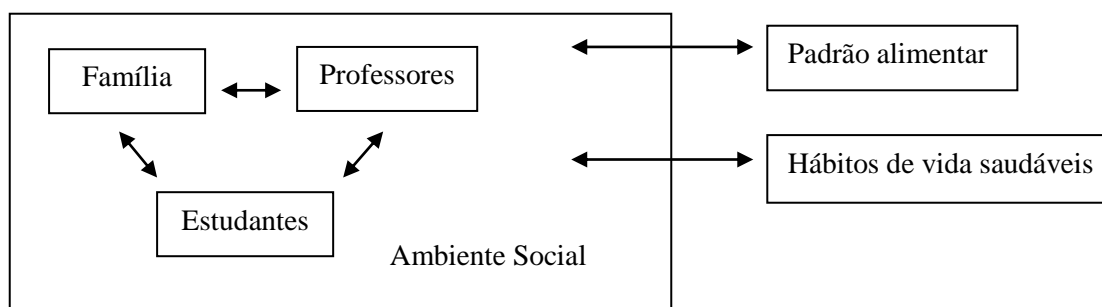 Família
Professores
Padrão alimentar
Hábitos de vida saudáveis
Estudantes
Ambiente Social